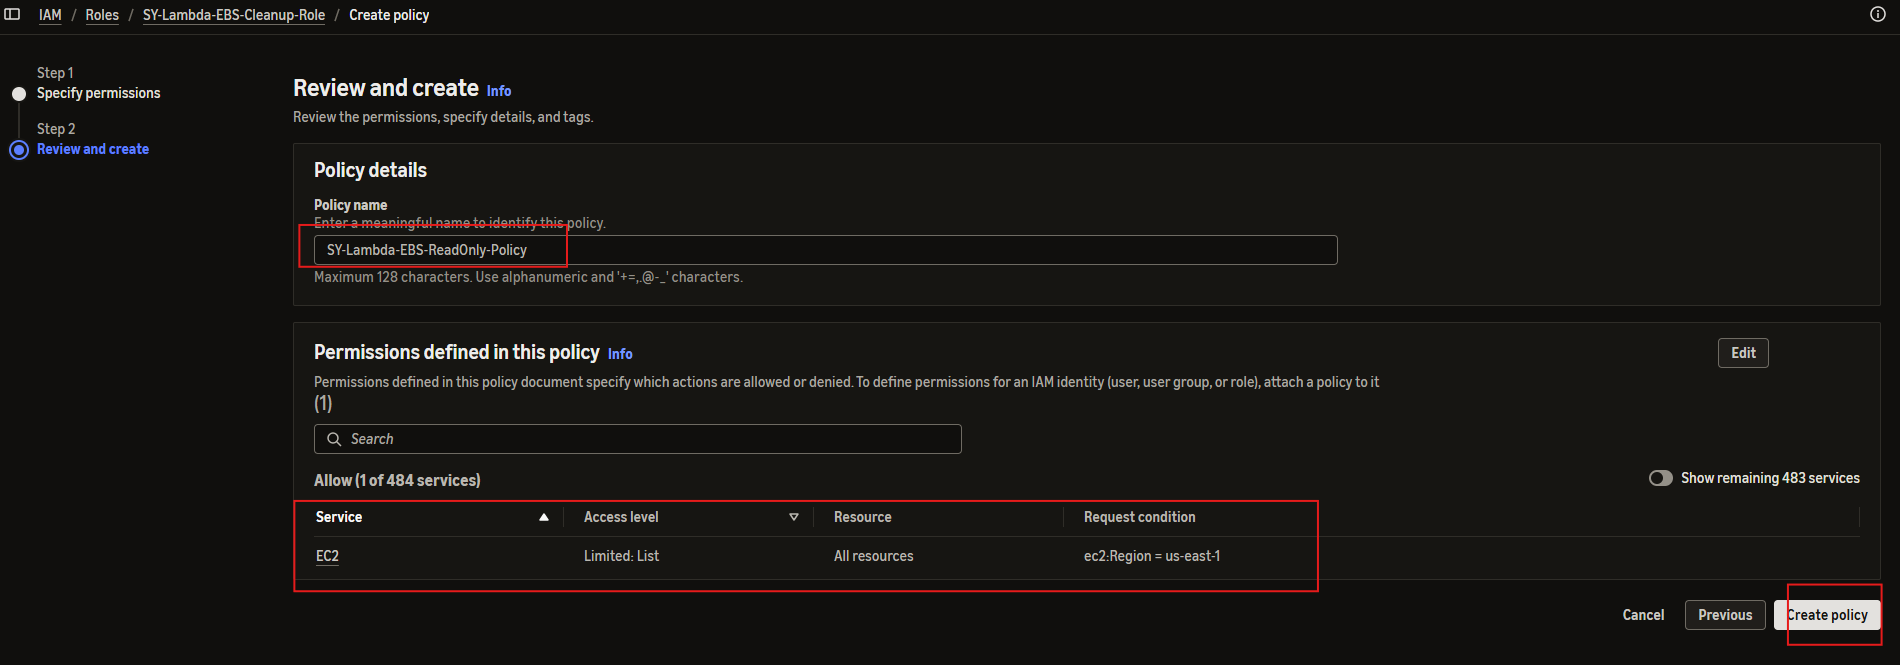 IAM / Roles / SY-Lambda-EBS-Cleanup-Role / Create policy
Step 1
Specify permissions
Step 2
Review and create
Review and create Info
Review the permissions, specify details, and tags.
Policy details
Policy name
Enter a meaningful name to identify this policy.
SY-Lambda-EBS-ReadOnly-Policy
Maximum 128 characters. Use alphanumeric and '+=,.@-_' characters.
Permissions defined in this policy Info
Edit
Permissions defined in this policy document specify which actions are allowed or denied. To define permissions for an IAM identity (user, user group, or role), attach a policy to it
(1)
Search
Allow (1 of 484 services)
Show remaining 483 services
Service Access level Resource Request condition
EC2 Limited: List All resources ec2:Region = us-east-1
Cancel Previous Create policy